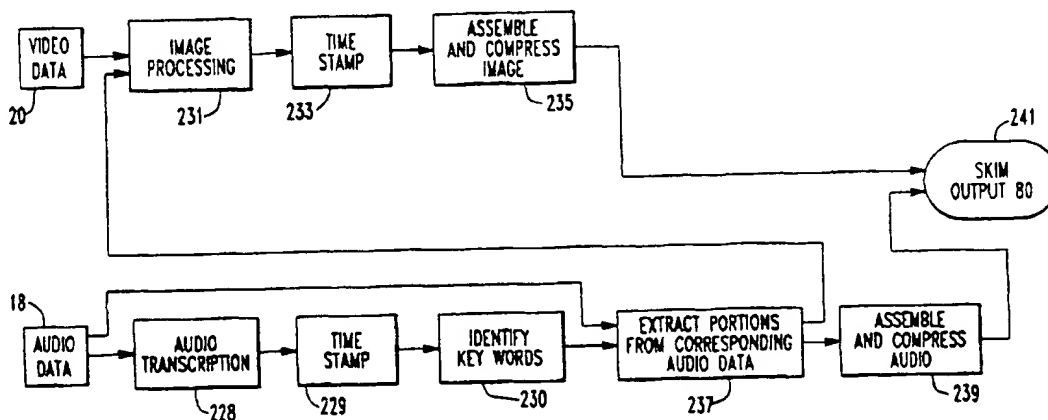 VIDEO
DATA
20
IMAGE
PROCESSING
231
TIME
STAMP
233
ASSEMBLE
AND COMPRESS
IMAGE
235
241
SKIM
OUTPUT 80
18
AUDIO
DATA
AUDIO
TRANSCRIPTION
228
TIME
STAMP
229
IDENTIFY
KEY WORDS
230
EXTRACT PORTIONS
FROM CORRESPONDING
AUDIO DATA
237
ASSEMBLE
AND COMPRESS
AUDIO
239